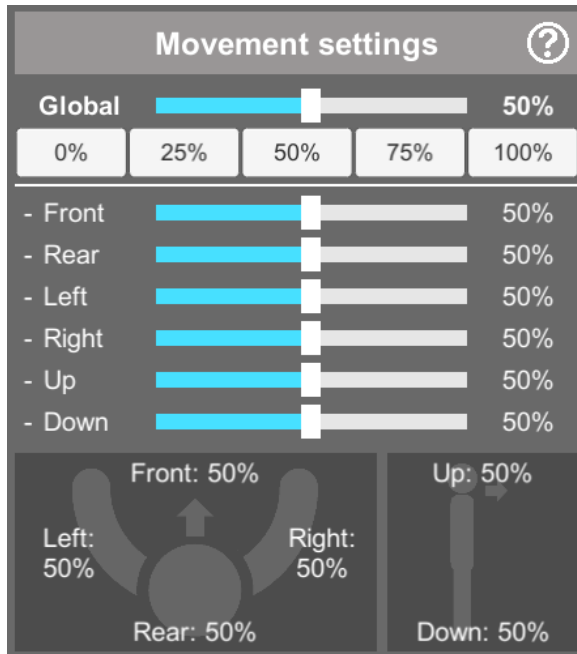 Movement settings ?
Global 50%
0% 25% 50% 75% 100%
- Front 50%
- Rear 50%
- Left 50%
- Right 50%
- Up 50%
- Down 50%
Front: 50%
Left:
50%
Right:
50%
Rear: 50%
Up: 50%
Down: 50%